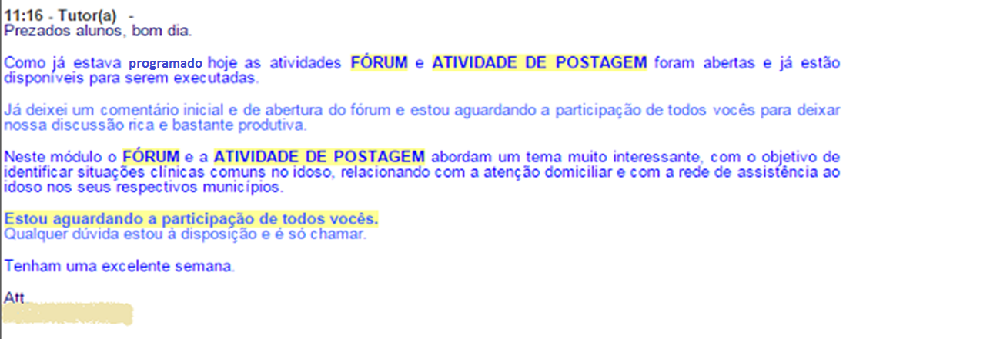 11:16 - Tutor(a) -
Prezados alunos, bom dia.
Como já estava programado hoje as atividades FÓRUM e ATIVIDADE DE POSTAGEM foram abertas e já estão
disponíveis para serem executadas.
Já deixei um comentário inicial e de abertura do fórum e estou aguardando a participação de todos vocês para deixar
nossa discussão rica e bastante produtiva.
Neste módulo o FÓRUM e a ATIVIDADE DE POSTAGEM abordam um tema muito interessante, com o objetivo de
identificar situações clínicas comuns no idoso, relacionando com a atenção domiciliar e com a rede de assistência ao
idoso nos seus respectivos municípios.
Estou aguardando a participação de todos vocês.
Qualquer dúvida estou à disposição e é só chamar.
Tenham uma excelente semana.
Att